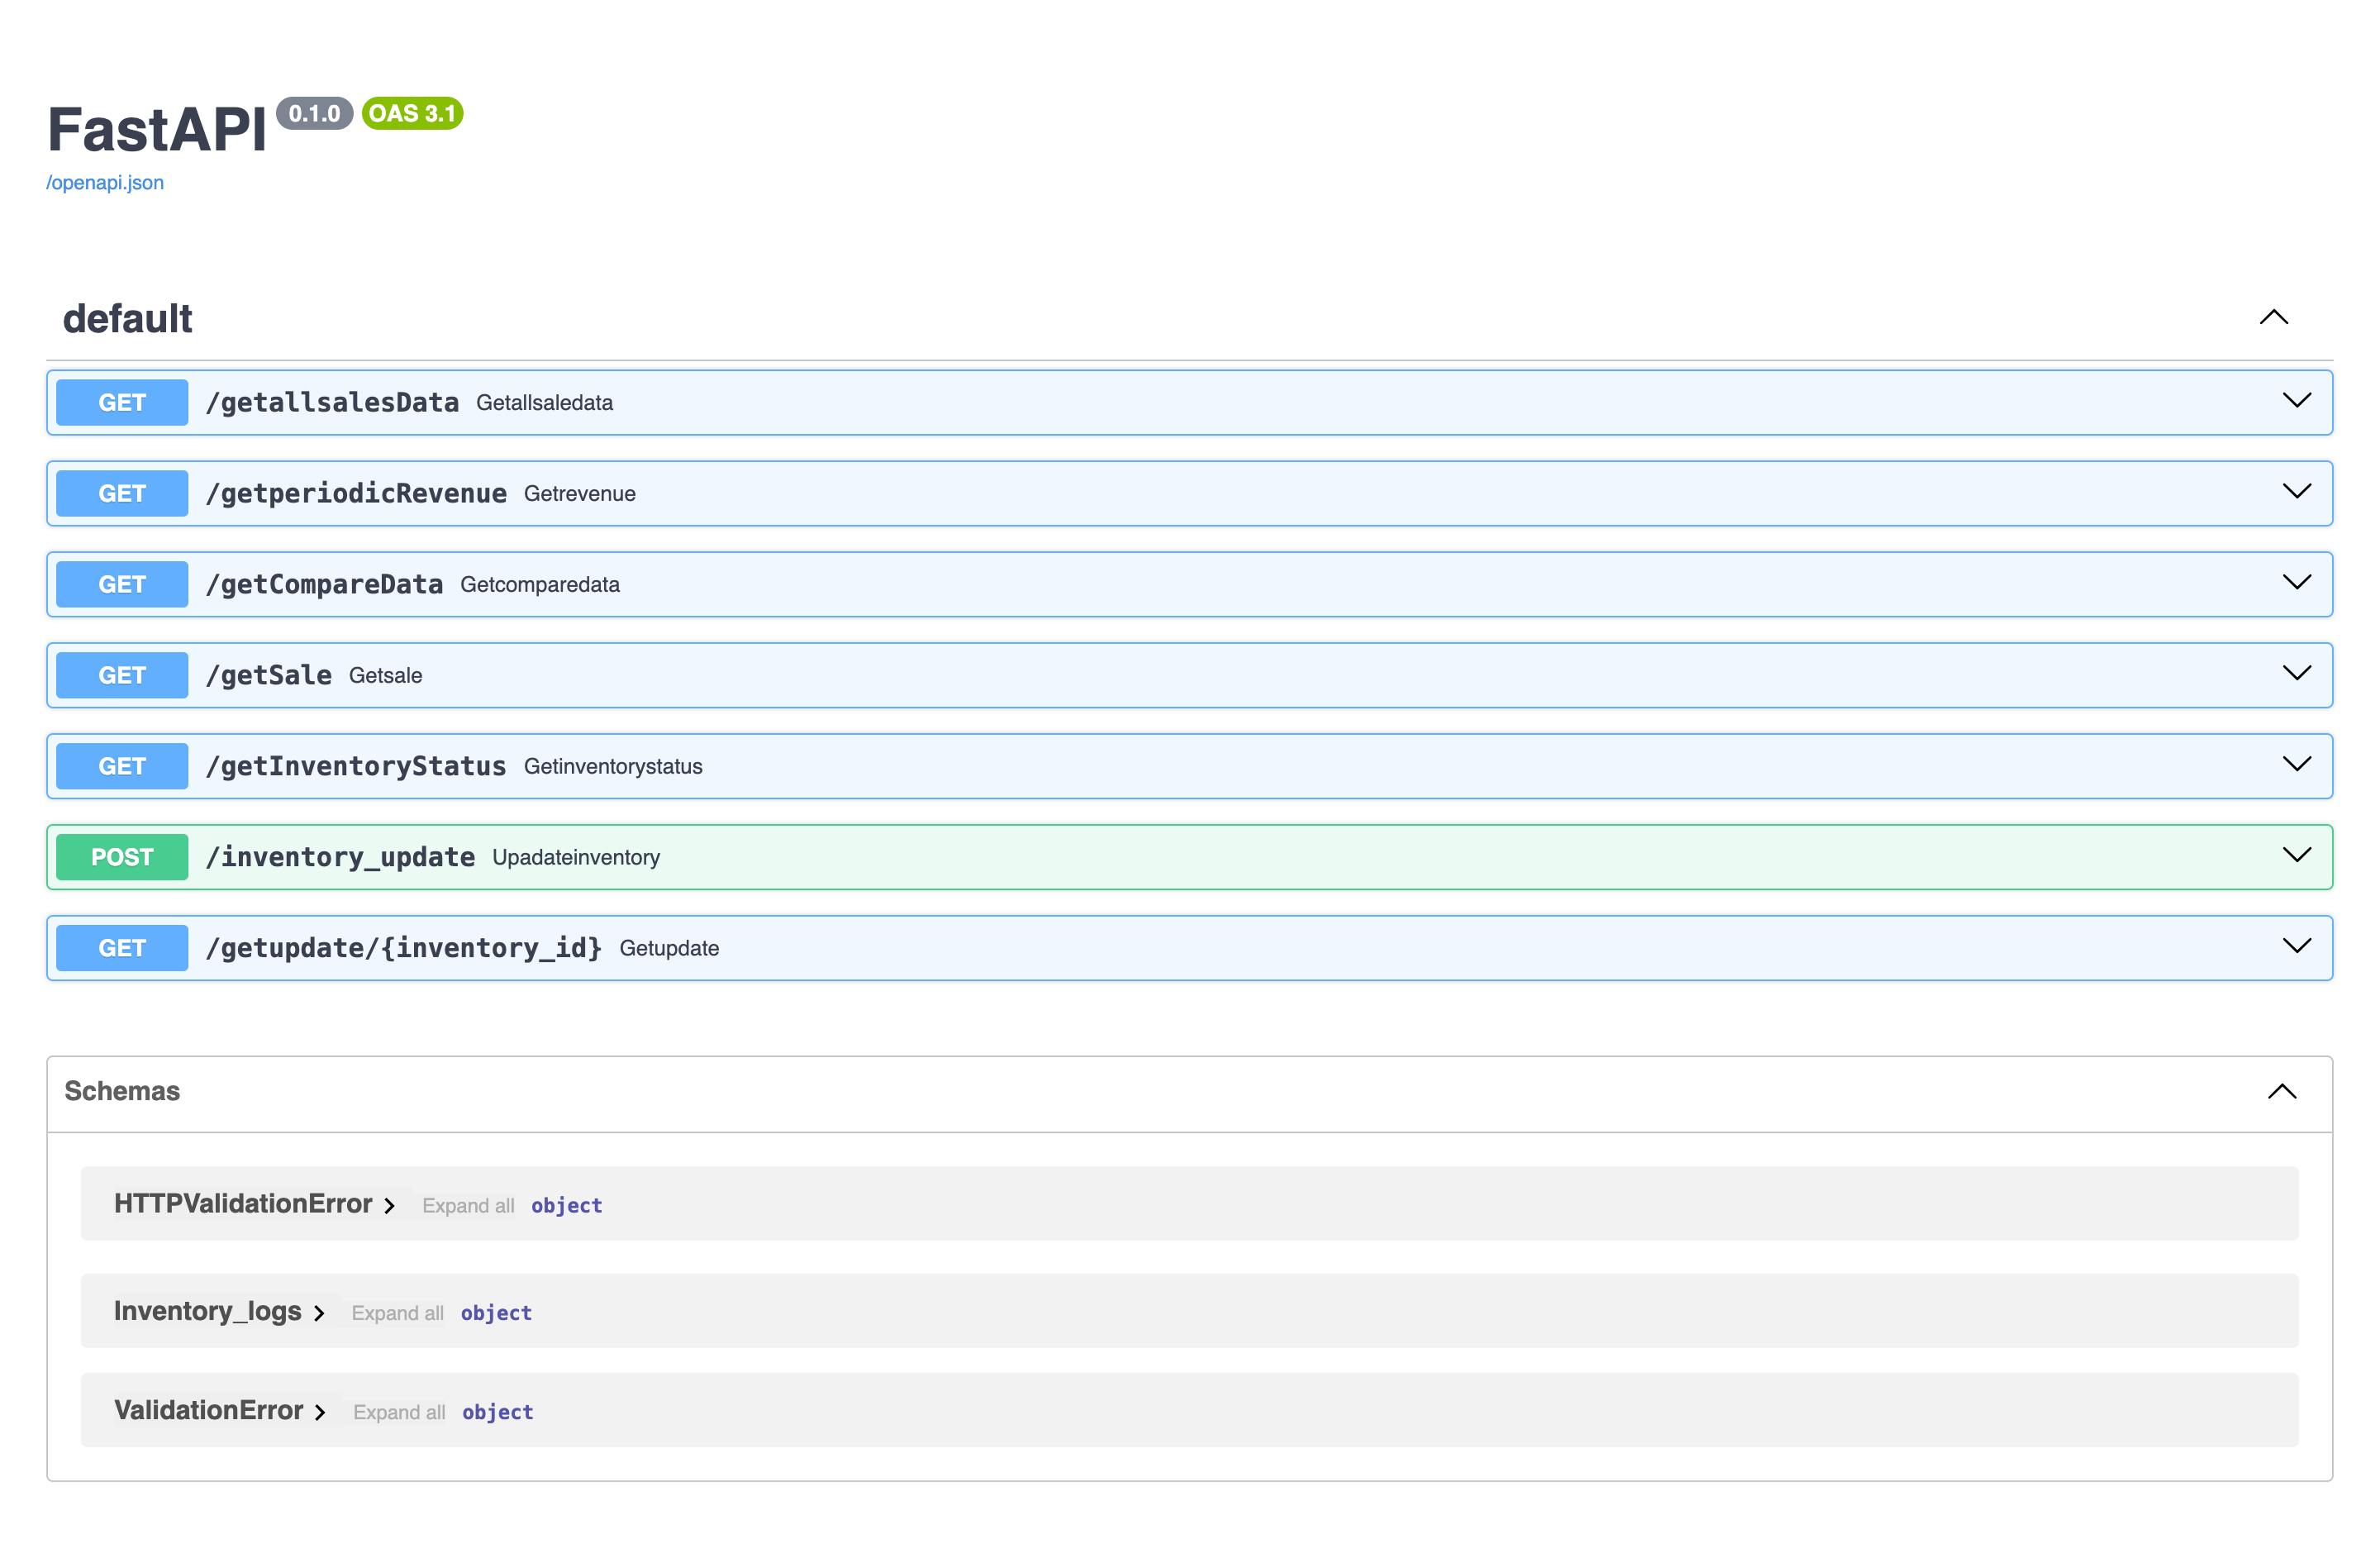 FastAPI 0.1.0 OAS 3.1
/openapi.json
default
GET /getallsalesData Getallsaledata
GET /getperiodicRevenue Getrevenue
GET /getCompareData Getcomparedata
GET /getSale Getsale
GET /getInventoryStatus Getinventorystatus
POST /inventory_update Upadateinventory
GET /getupdate/{inventory_id} Getupdate
Schemas
HTTPValidationError Expand all object
Inventory_logs Expand all object
ValidationError Expand all object